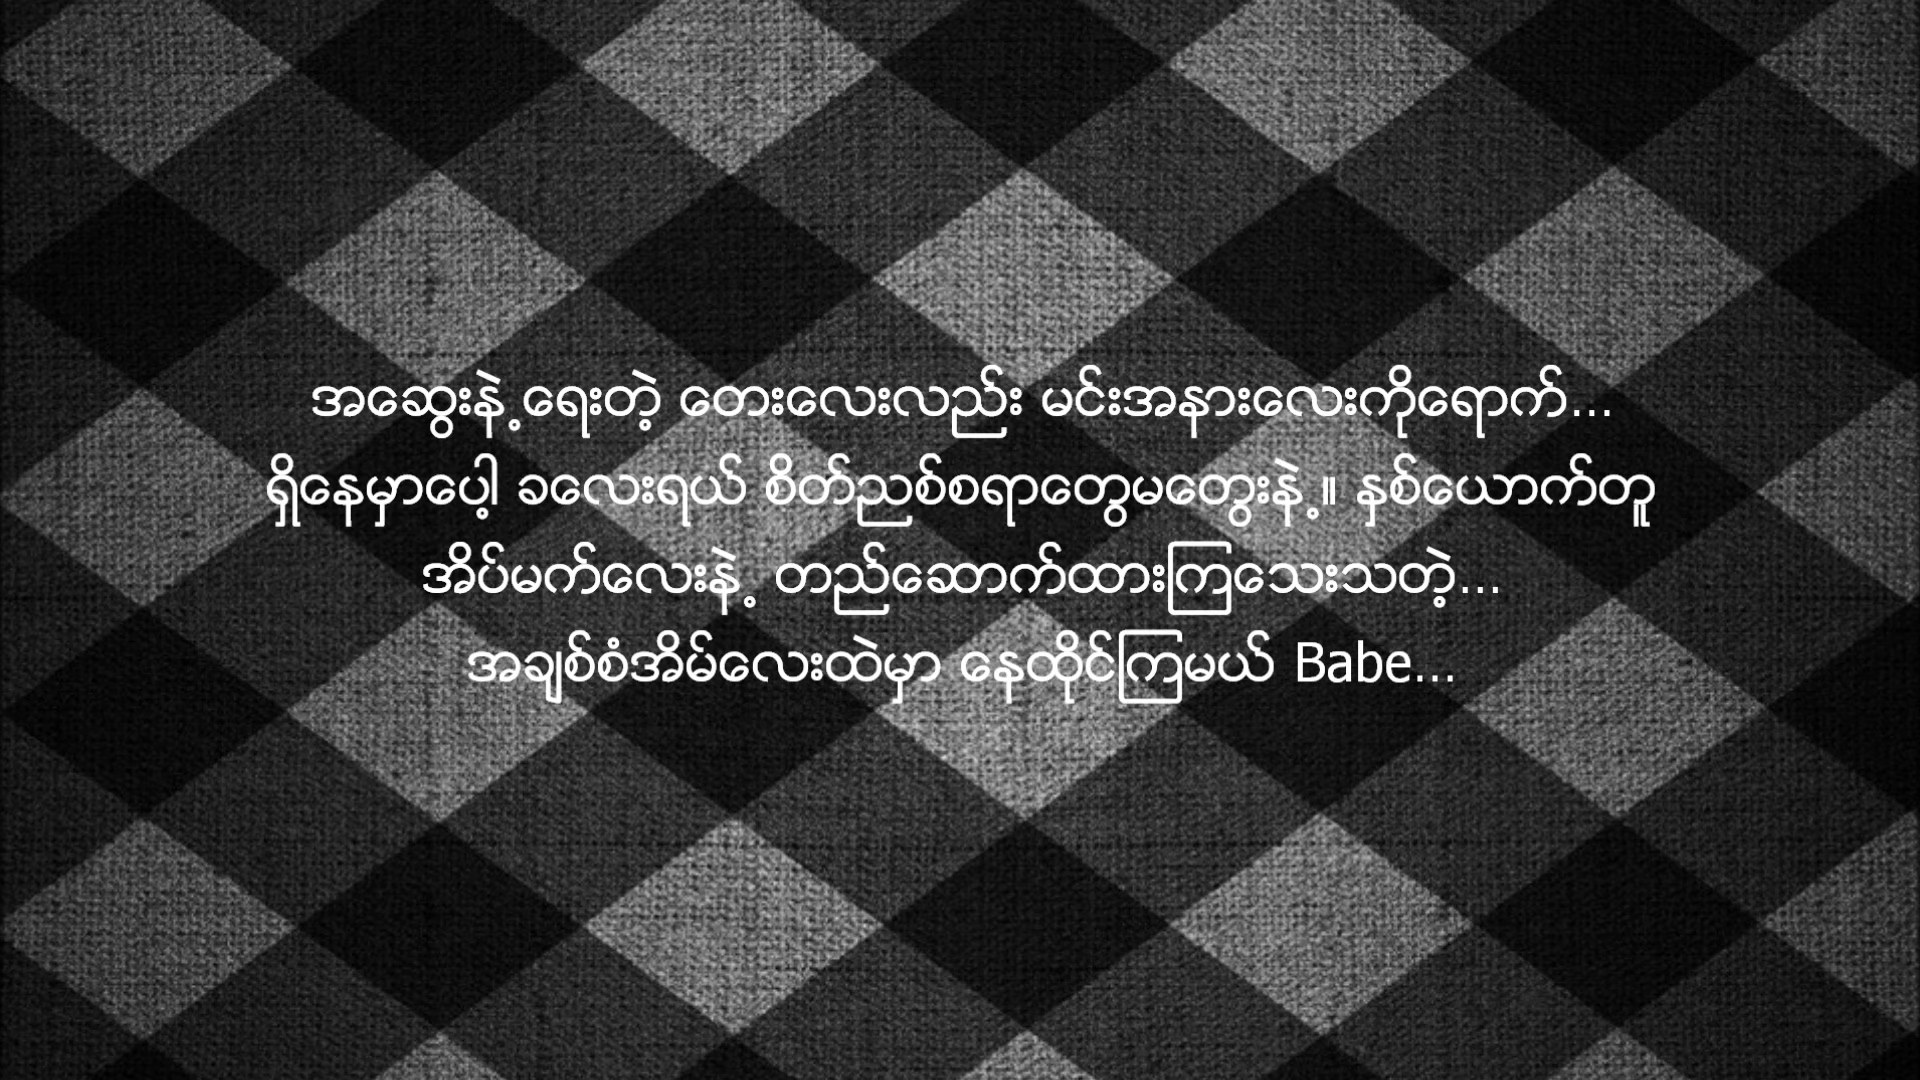 အဆွေးနဲ့ ရေးတဲ့ တေးလေးလည်း မင်းအနားလေးကိုရောက်...
ရှိနေမှာပေါ့ ခလေးရယ် စိတ်ညစ်စရာတွေမတွေးနဲ့။ နှစ်ယောက်တူ
အိပ်မက်လေးနဲ့ တည်ဆောက်ထားကြသေးသတဲ့...
အချစ်စံအိမ်လေးထဲမှာ နေထိုင်ကြမယ် Babe...